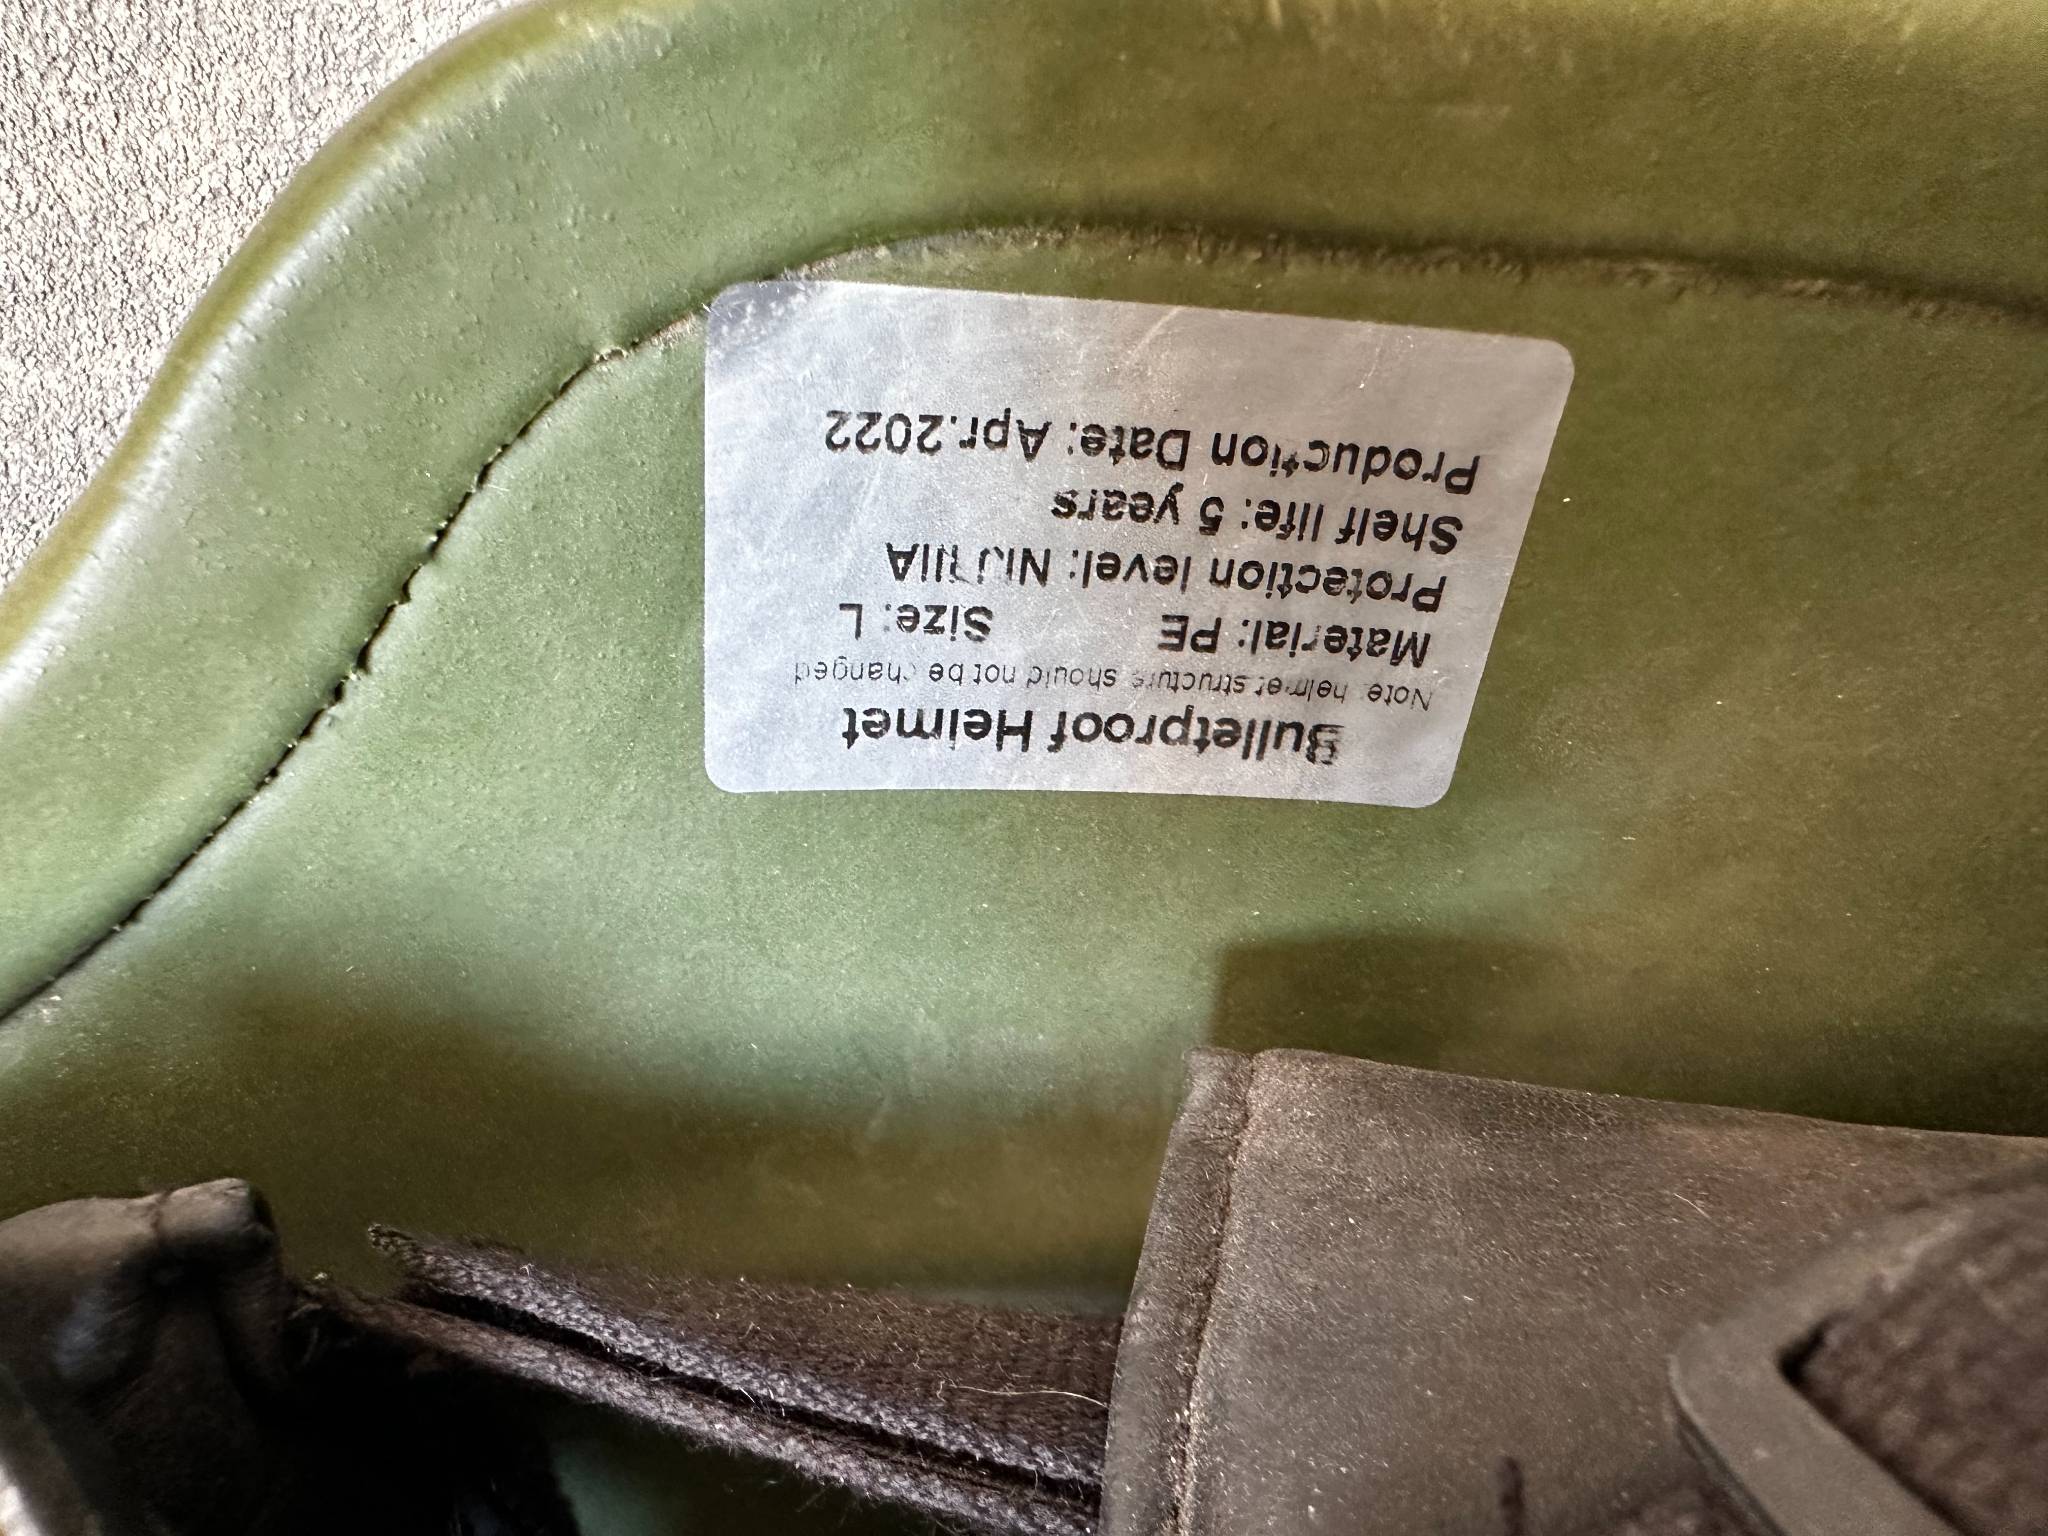 Bulletproof Helmet
Note: helmet structure should not be changed
Material: PE Size: L
Protection level: NIJ IIIA
Shelf life: 5 years
Production Date: Apr.2022